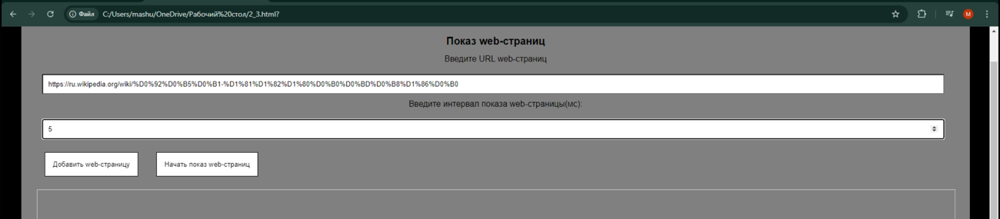 Файл C:/Users/mashu/OneDrive/Рабочий%20стол/2_3.html? M
Показ web-страниц
Введите URL web-страниц
https://ru.wikipedia.org/wiki/%D0%92%D0%B5%D0%B1-%D1%81%D1%82%D1%80%D0%B0%D0%BD%D0%B8%D1%86%D0%B0
Введите интервал показа web-страницы(мс):
5
Добавить web-страницу Начать показ web-страниц